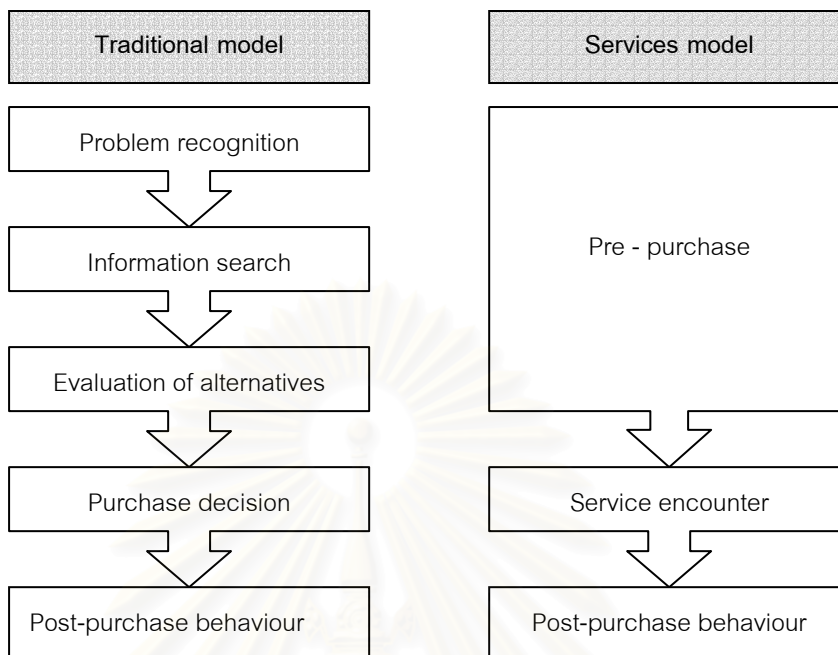 Traditional model
Services model
Problem recognition
Information search
Evaluation of alternatives
Purchase decision
Post-purchase behaviour
Pre - purchase
Service encounter
Post-purchase behaviour